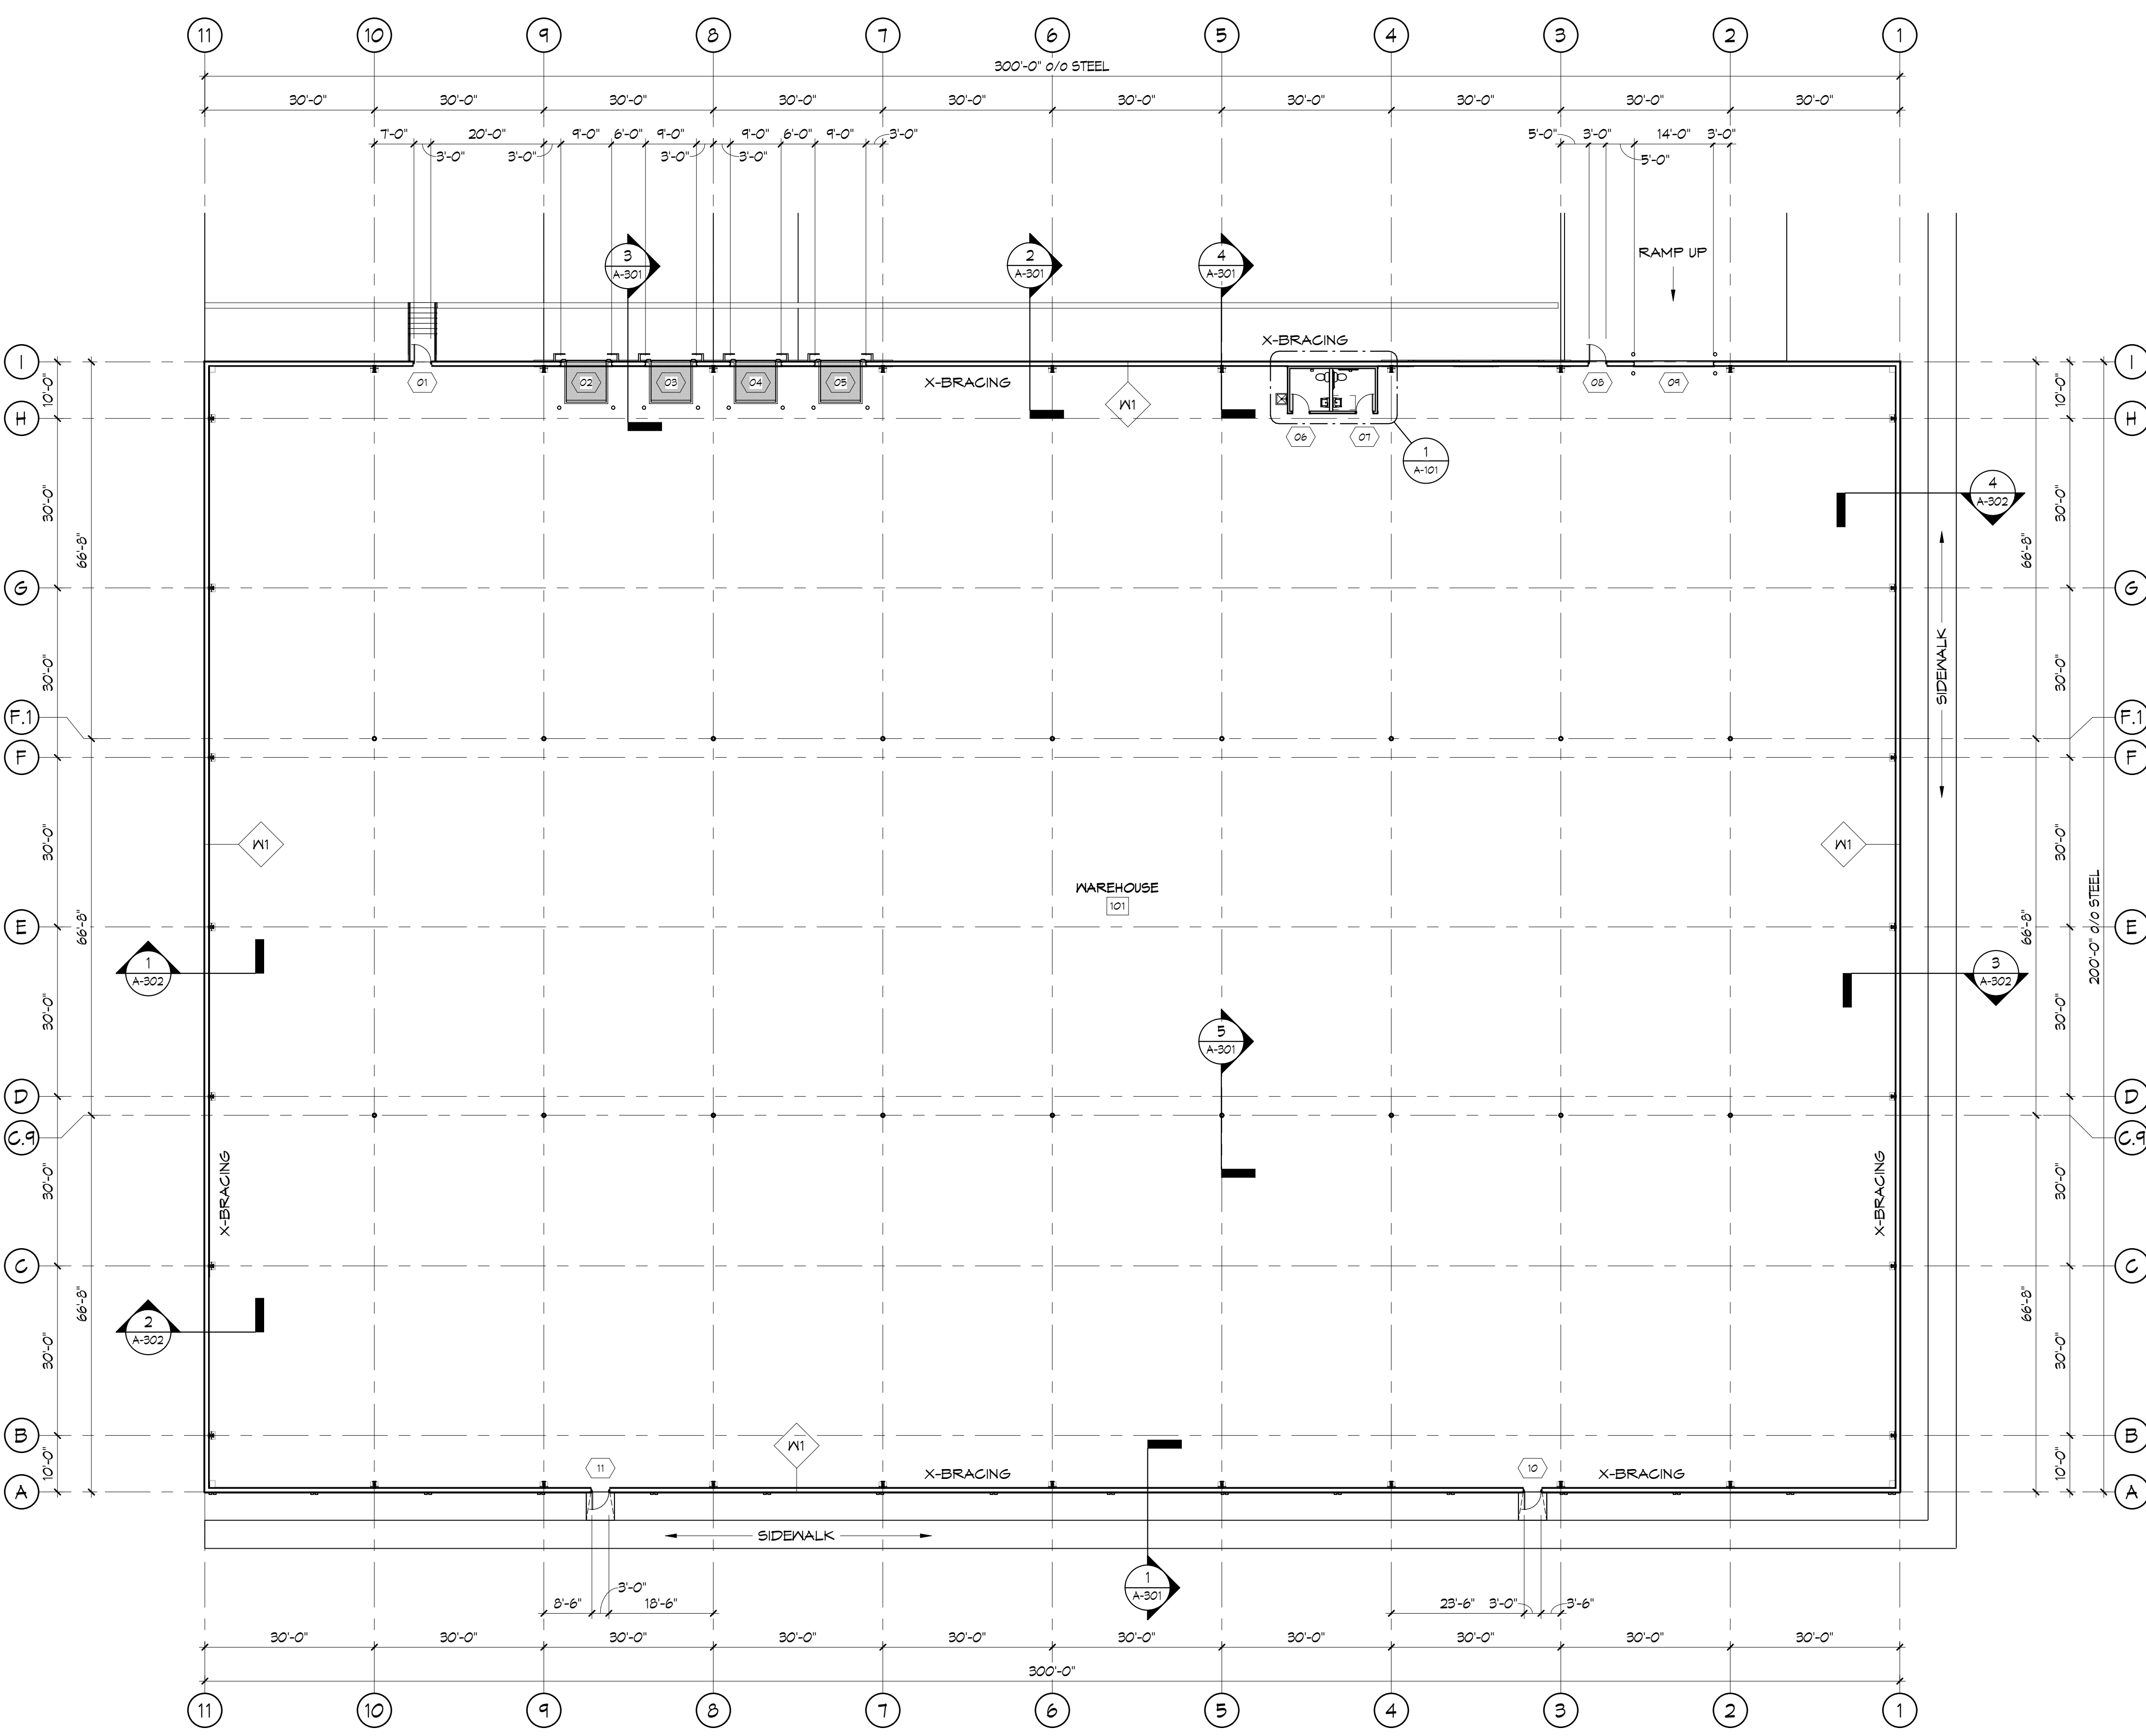 11 10 9 8 7 6 5 4 3 2 1
300'-0" o/o STEEL
30'-0" 30'-0" 30'-0" 30'-0" 30'-0" 30'-0" 30'-0" 30'-0" 30'-0" 30'-0"
7'-0" 20'-0" 9'-0" 6'-0" 9'-0" 9'-0" 6'-0" 9'-0" 3'-0" 5'-0" 3'-0" 14'-0" 3'-0"
3'-0" 3'-0" 3'-0" 3'-0" 5'-0"
3 2 4 RAMP UP
A-301 A-301 A-301
X-BRACING
I I
10'-0" 01 02 03 04 05 X-BRACING 08 09 10'-0"
W1
H H
06 07
1
A-101
30'-0" 30'-0"
4
A-302
66'-8" 66'-8"
G G
30'-0" SIDEWALK 30'-0"
F.1 F.1
F F
30'-0" W1 W1 30'-0"
WAREHOUSE
101
66'-8" 66'-8" 200'-0" o/o STEEL
E E
1 3
A-302 A-302
30'-0" 30'-0"
5
A-301
D D
C.9 C.9
30'-0" X-BRACING X-BRACING 30'-0"
C C
66'-8" 66'-8"
2
A-302
30'-0" 30'-0"
B B
W1
10'-0" 11 X-BRACING 10 X-BRACING 10'-0"
A A
SIDEWALK
1
A-301
3'-0"
8'-6" 18'-6" 23'-6" 3'-0" 3'-6"
30'-0" 30'-0" 30'-0" 30'-0" 30'-0" 30'-0" 30'-0" 30'-0" 30'-0" 30'-0"
300'-0"
11 10 9 8 7 6 5 4 3 2 1